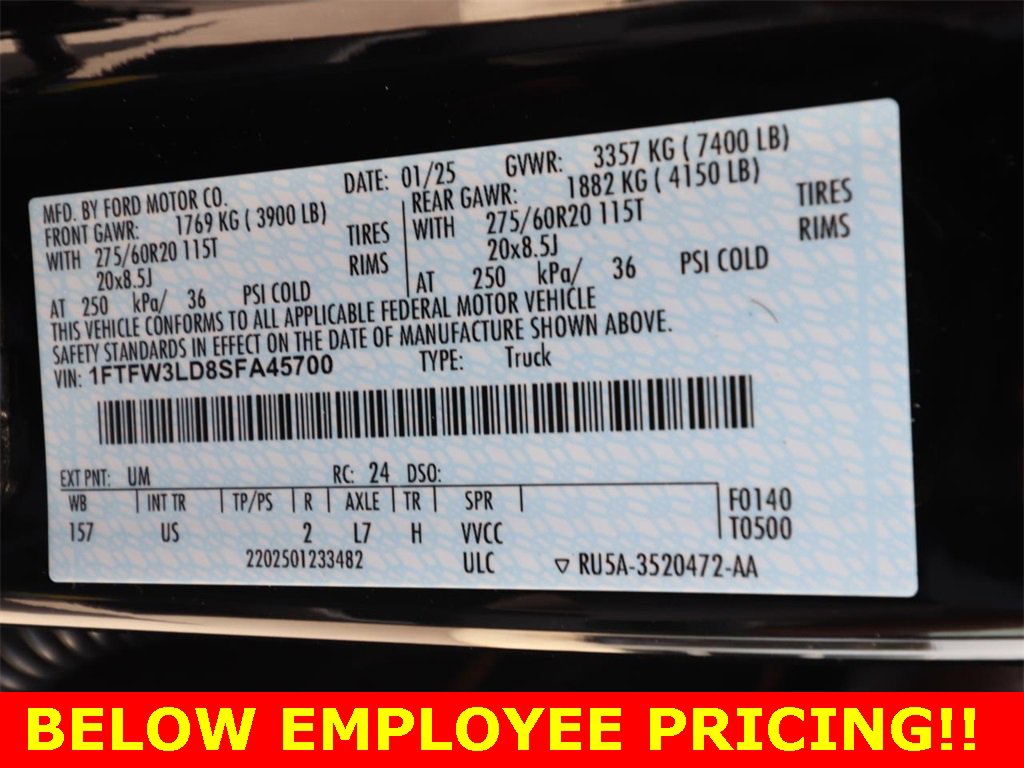 MFD. BY FORD MOTOR CO. DATE: 01/25 GVWR: 3357 KG ( 7400 LB)
FRONT GAWR: 1769 KG ( 3900 LB) REAR GAWR: 1882 KG ( 4150 LB)
WITH 275/60R20 115T TIRES WITH 275/60R20 115T TIRES
20x8.5J RIMS 20x8.5J RIMS
AT 250 kPa/ 36 PSI COLD AT 250 kPa/ 36 PSI COLD
THIS VEHICLE CONFORMS TO ALL APPLICABLE FEDERAL MOTOR VEHICLE
SAFETY STANDARDS IN EFFECT ON THE DATE OF MANUFACTURE SHOWN ABOVE.
VIN: 1FTFW3LD8SFA45700 TYPE: Truck
EXT PNT: UM RC: 24 DSO:
WB INT TR TP/PS R AXLE TR SPR F0140
157 US 2 L7 H VVCC T0500
2202501233482 ULC ▽ RU5A-3520472-AA
BELOW EMPLOYEE PRICING!!